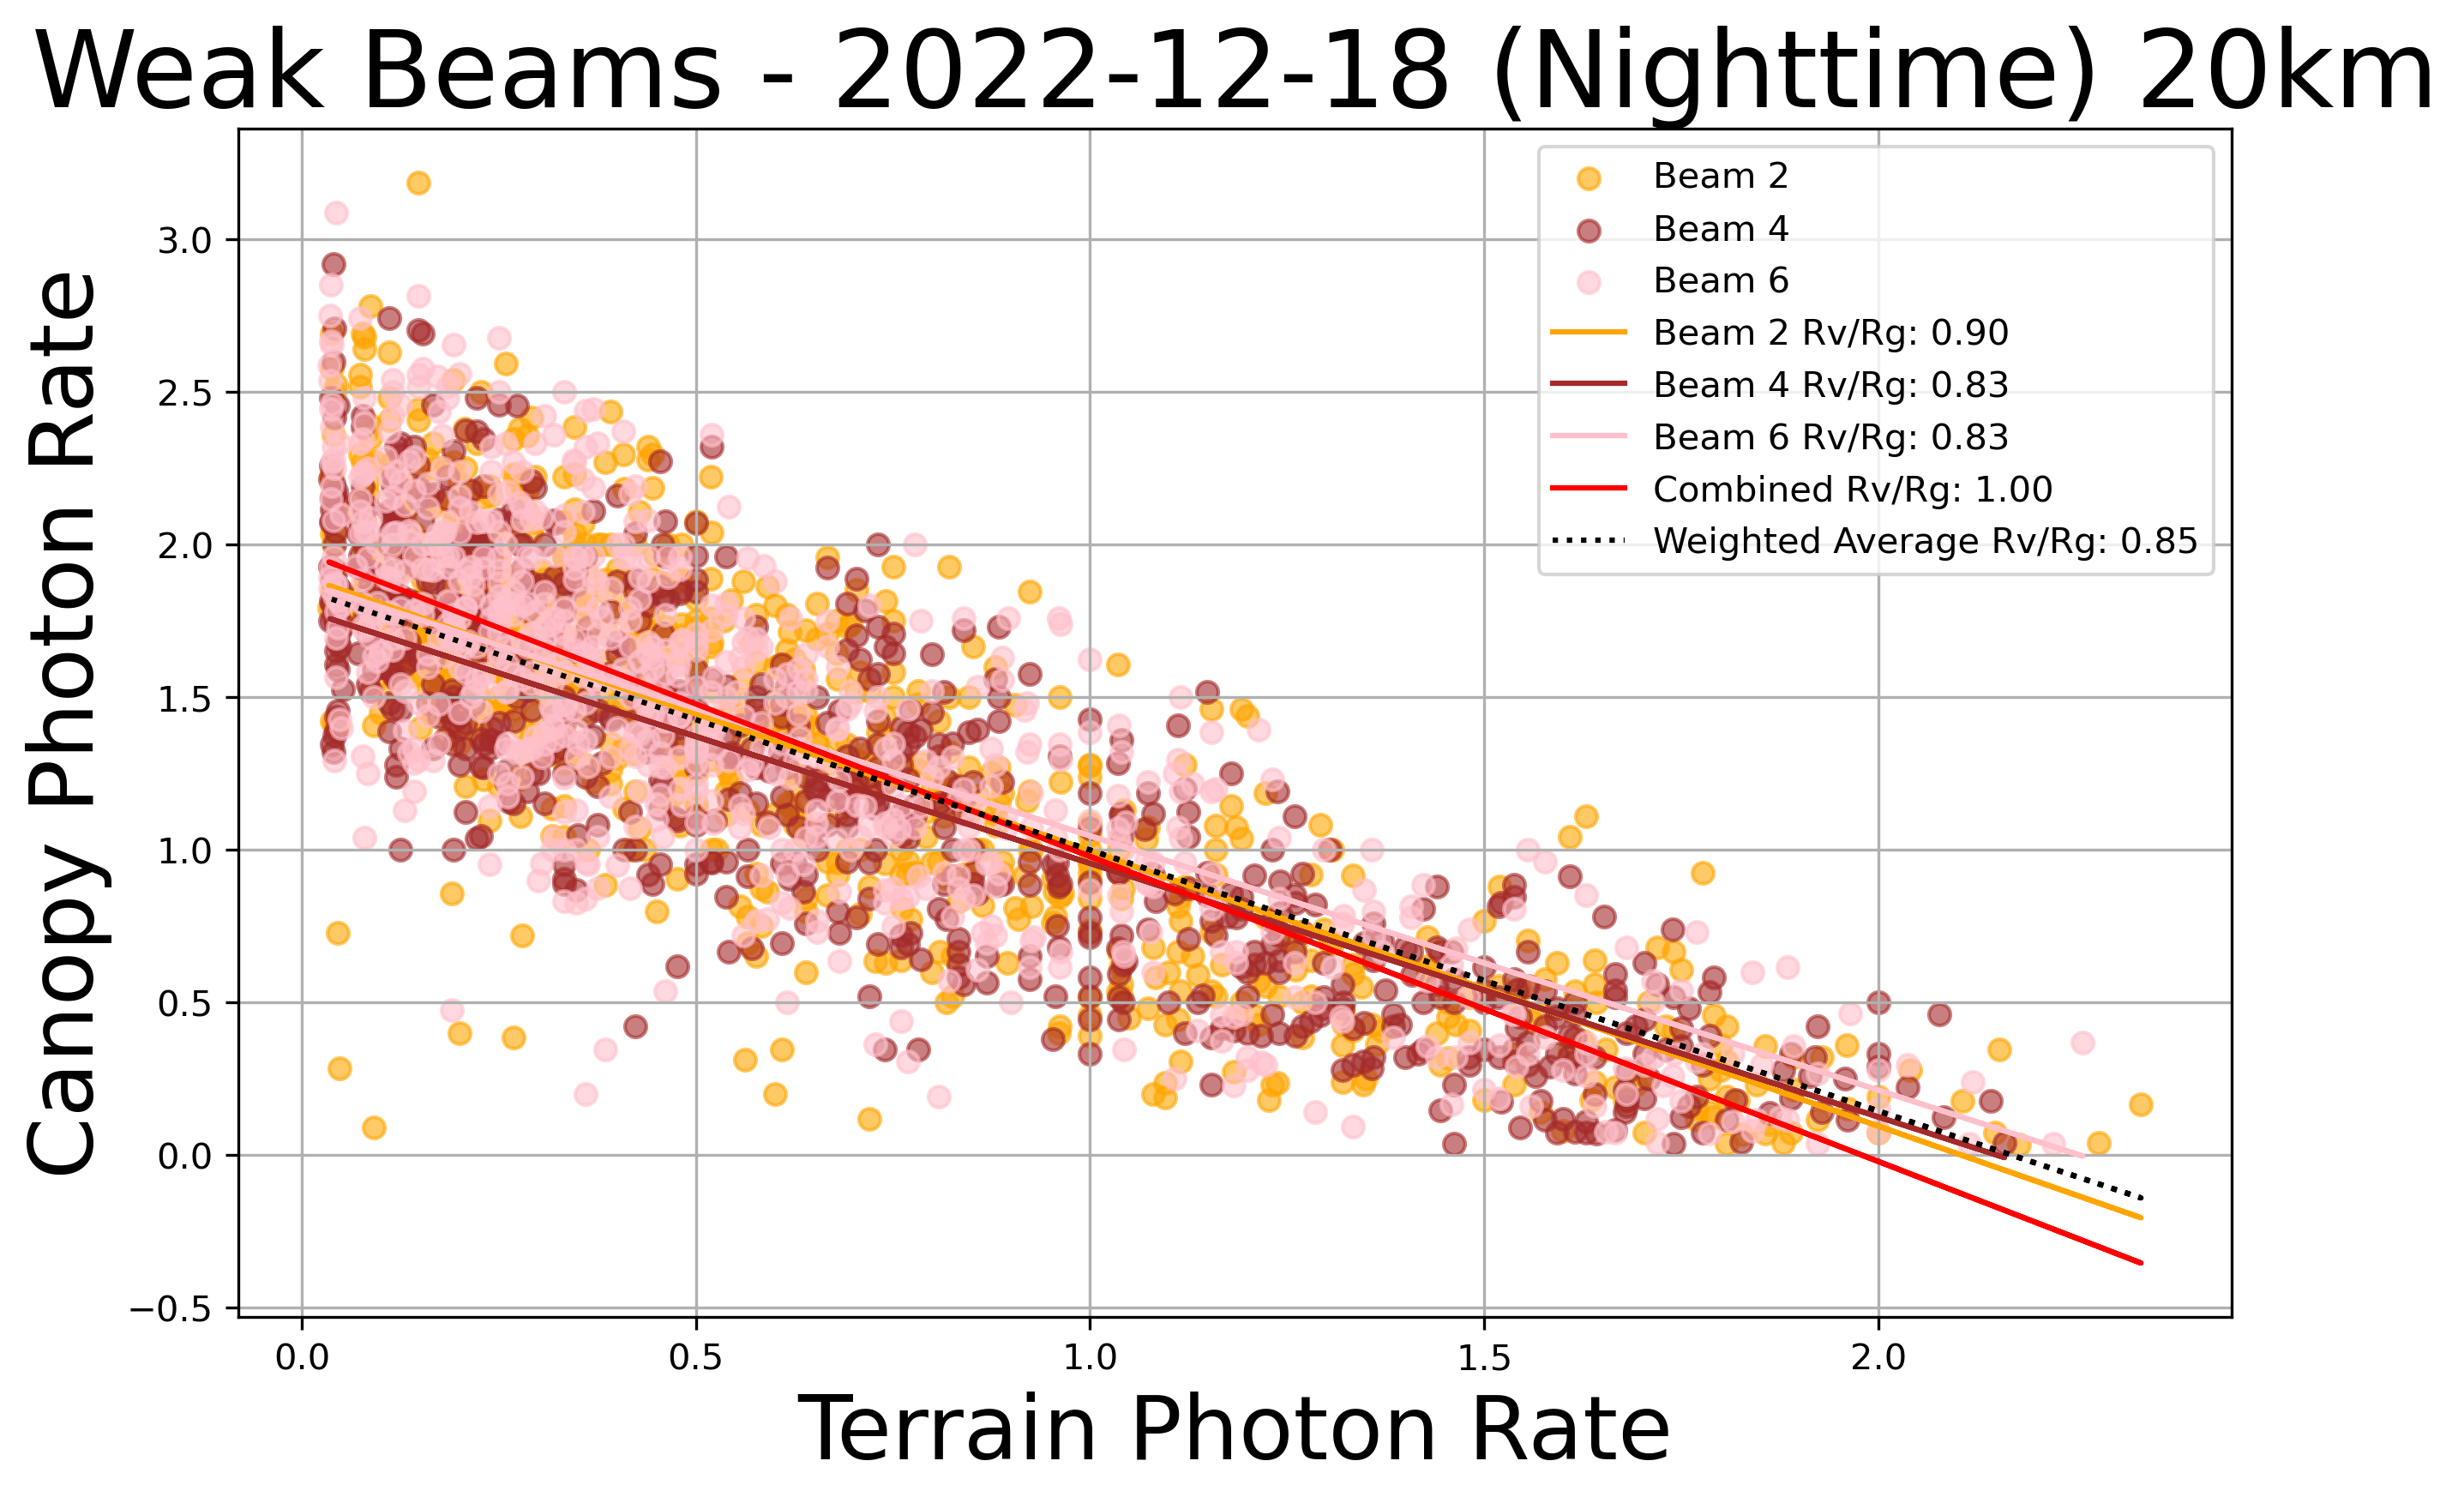 Weak Beams - 2022-12-18 (Nighttime) 20km
Beam 2
Beam 4
Beam 6
Beam 2 Rv/Rg: 0.90
Beam 4 Rv/Rg: 0.83
Beam 6 Rv/Rg: 0.83
Combined Rv/Rg: 1.00
Weighted Average Rv/Rg: 0.85
Canopy Photon Rate
3.0
2.5
2.0
1.5
1.0
0.5
0.0
−0.5
0.0 0.5 1.0 1.5 2.0
Terrain Photon Rate